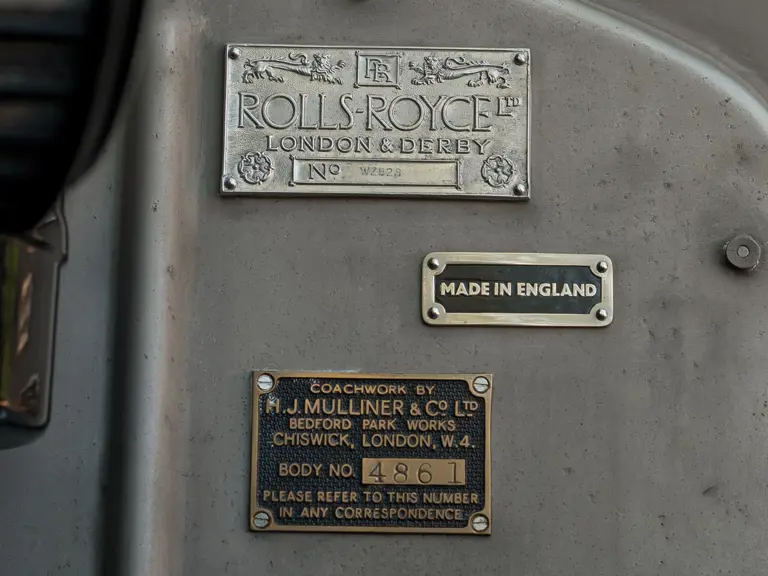 RR
ROLLS-ROYCE LTD
LONDON & DERBY
No WZB28
MADE IN ENGLAND
COACHWORK BY
H.J. MULLINER & Co LTD
BEDFORD PARK WORKS
CHISWICK, LONDON, W.4.
BODY NO. 4861
PLEASE REFER TO THIS NUMBER
IN ANY CORRESPONDENCE